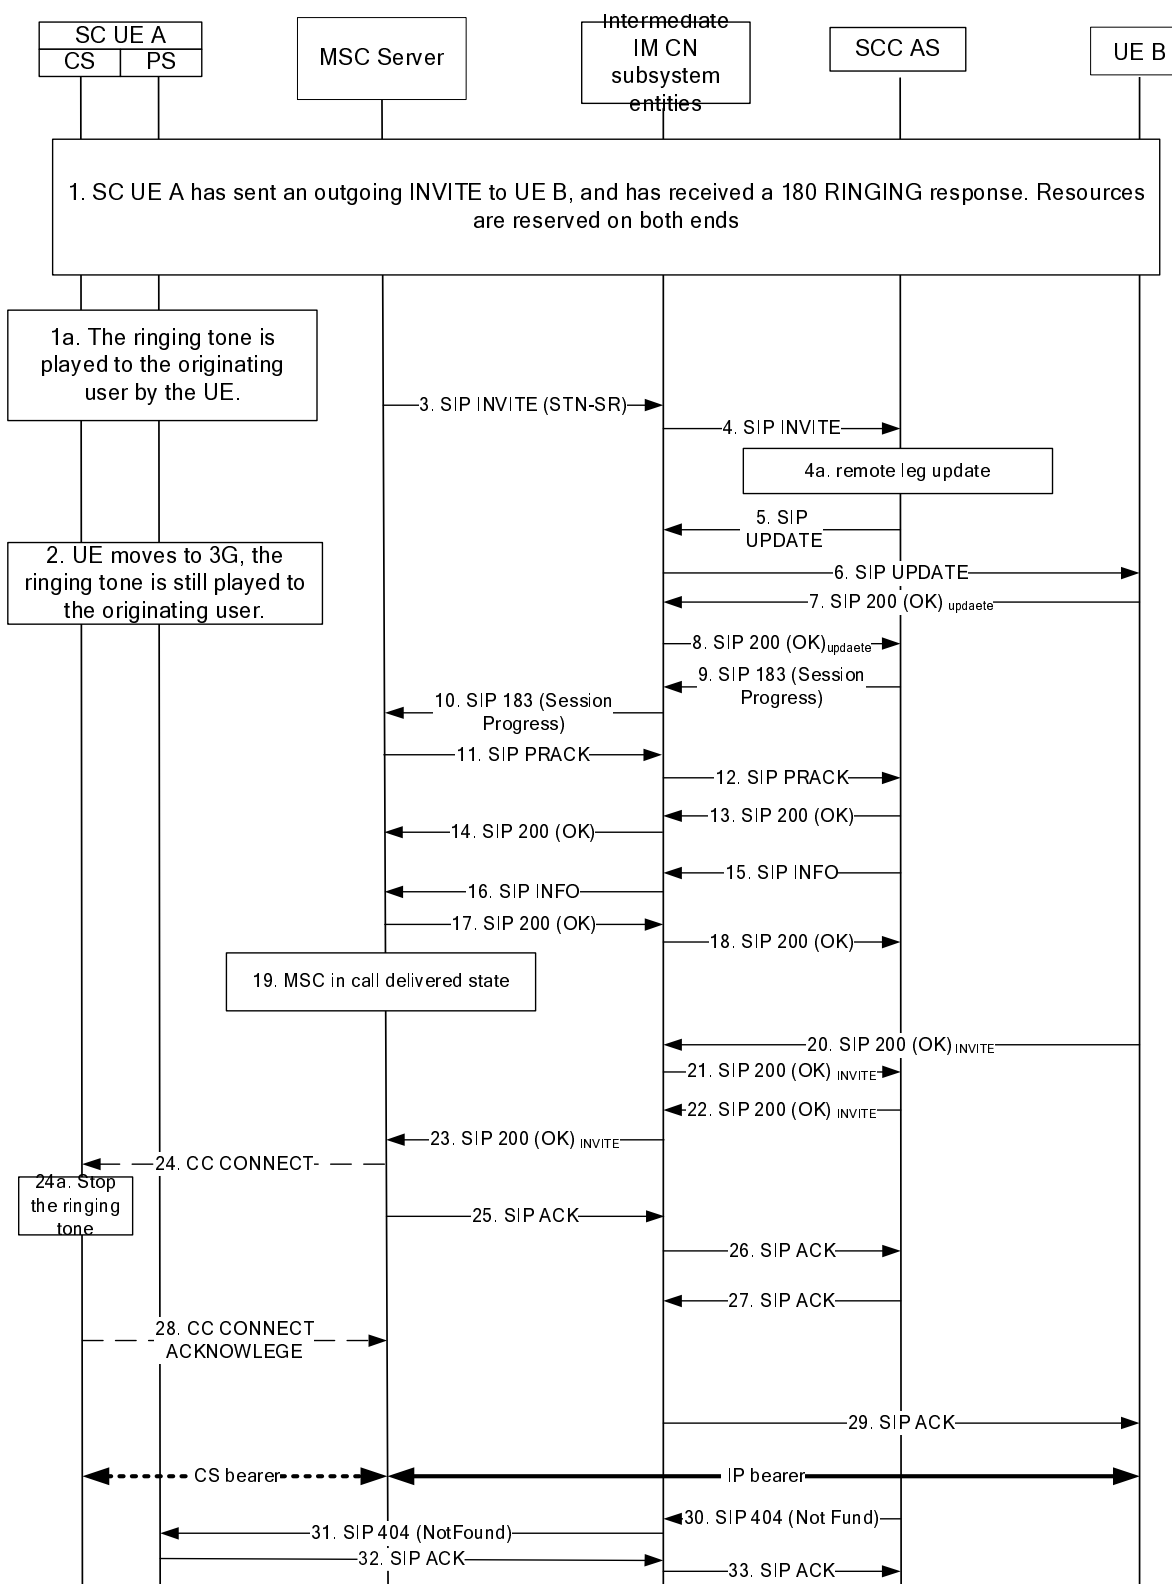 SC UE A
CS
PS
MSC Server
Intermediate
IM CN
subsystem
entities
SCC AS
UE B
1. SC UE A has sent an outgoing INVITE to UE B, and has received a 180 RINGING response. Resources
are reserved on both ends
1a. The ringing tone is
played to the originating
user by the UE.
3. SIP INVITE (STN-SR)
4. SIP INVITE
4a. remote leg update
5. SIP
UPDATE
2. UE moves to 3G, the
ringing tone is still played to
the originating user.
6. SIP UPDATE
7. SIP 200 (OK) updaete
8. SIP 200 (OK)updaete
9. SIP 183 (Session
Progress)
10. SIP 183 (Session
Progress)
11. SIP PRACK
12. SIP PRACK
13. SIP 200 (OK)
14. SIP 200 (OK)
15. SIP INFO
16. SIP INFO
17. SIP 200 (OK)
18. SIP 200 (OK)
19. MSC in call delivered state
20. SIP 200 (OK) INVITE
21. SIP 200 (OK) INVITE
22. SIP 200 (OK) INVITE
23. SIP 200 (OK) INVITE
24. CC CONNECT
24a. Stop
the ringing
tone
25. SIP ACK
26. SIP ACK
27. SIP ACK
28. CC CONNECT
ACKNOWLEGE
29. SIP ACK
CS bearer
IP bearer
30. SIP 404 (Not Fund)
31. SIP 404 (NotFound)
32. SIP ACK
33. SIP ACK